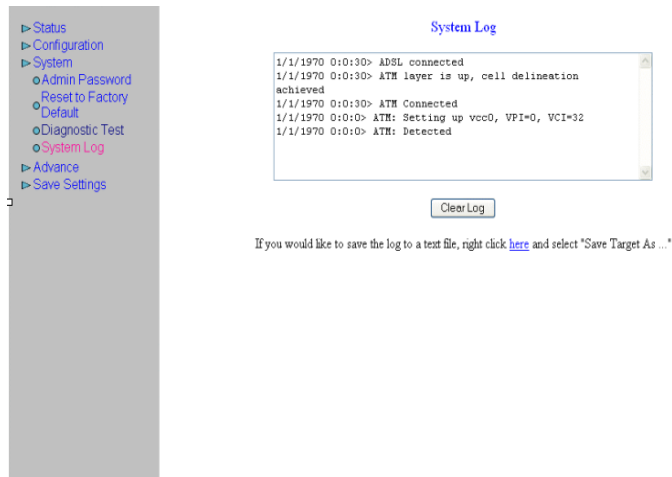 Status
Configuration
System
Admin Password
Reset to Factory
Default
Diagnostic Test
System Log
Advance
Save Settings
System Log
1/1/1970 0:0:30> ADSL connected
1/1/1970 0:0:30> ATM layer is up, cell delineation
achieved
1/1/1970 0:0:30> ATM Connected
1/1/1970 0:0:0> ATM: Setting up vcc0, VPI=0, VCI=32
1/1/1970 0:0:0> ATM: Detected
Clear Log
If you would like to save the log to a text file, right click here and select "Save Target As ..."